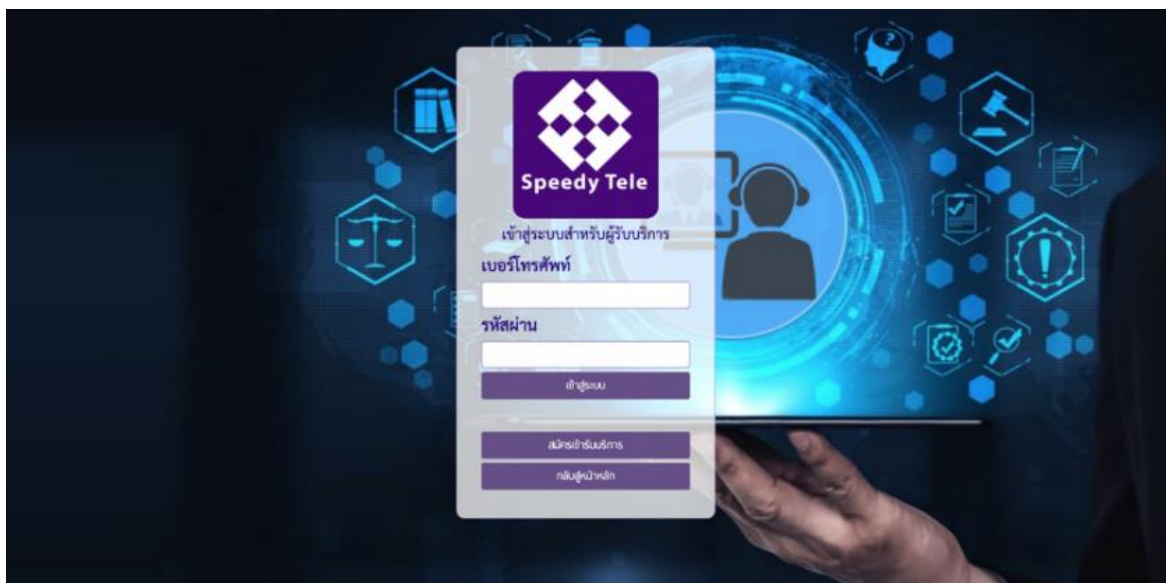 Speedy Tele
เข้าสู่ระบบสำหรับผู้รับบริการ
เบอร์โทรศัพท์
รหัสผ่าน
เข้าสู่ระบบ
สมัครเข้ารับบริการ
กลับสู่หน้าหลัก